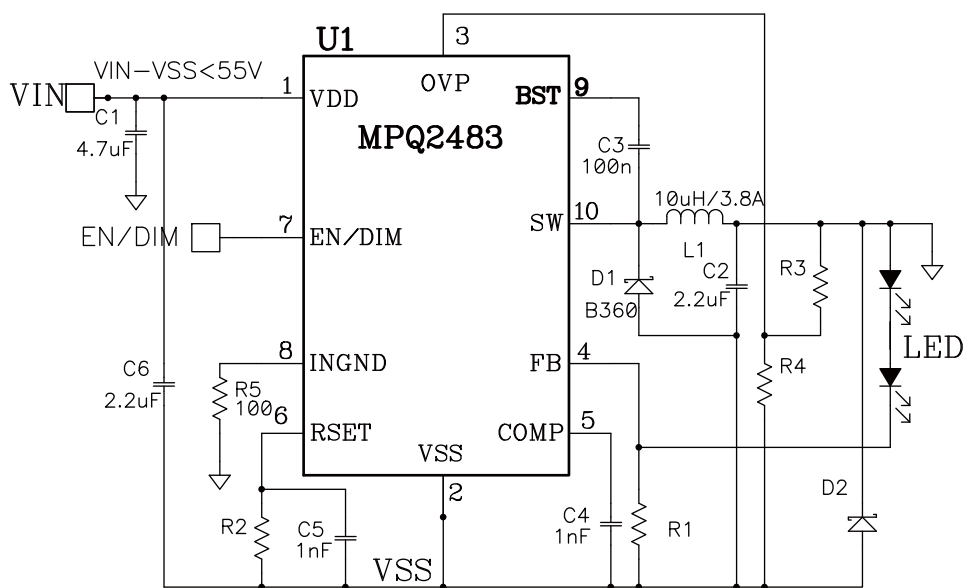 U1
3
VIN
VIN-VSS<55V
1
VDD
OVP
BST
9
C1
4.7uF
MPQ2483
C3
100n
10uH/3.8A
EN/DIM
7
EN/DIM
SW
10
L1
D1
B360
C2
2.2uF
R3
8
INGND
FB
4
R4
LED
C6
2.2uF
R5
100
6
RSET
COMP
5
VSS
2
D2
R2
C5
1nF
VSS
C4
1nF
R1